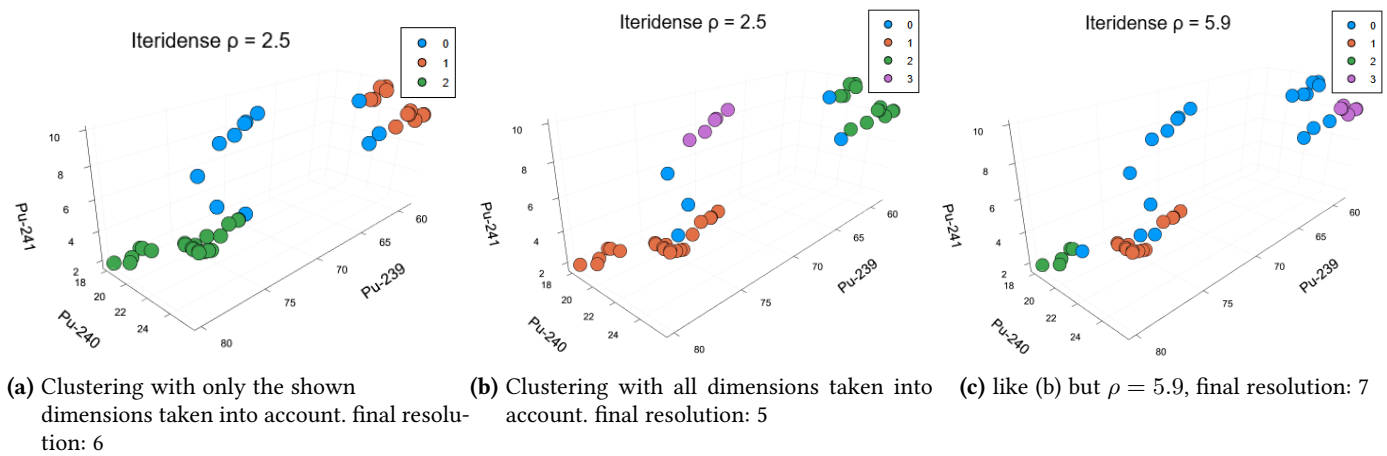 Iteridense ρ = 2.5
0
1
2
10
8
6
4
2
Pu-241
18
20
22
24
Pu-240
80
75
70
65
60
Pu-239
(a) Clustering with only the shown
dimensions taken into account. final resolu-
tion: 6
Iteridense ρ = 2.5
0
1
2
3
10
8
6
4
2
Pu-241
18
20
22
24
Pu-240
80
75
70
65
60
Pu-239
(b) Clustering with all dimensions taken into
account. final resolution: 5
Iteridense ρ = 5.9
0
1
2
3
10
8
6
4
2
Pu-241
18
20
22
24
Pu-240
80
75
70
65
60
Pu-239
(c) like (b) but ρ = 5.9, final resolution: 7